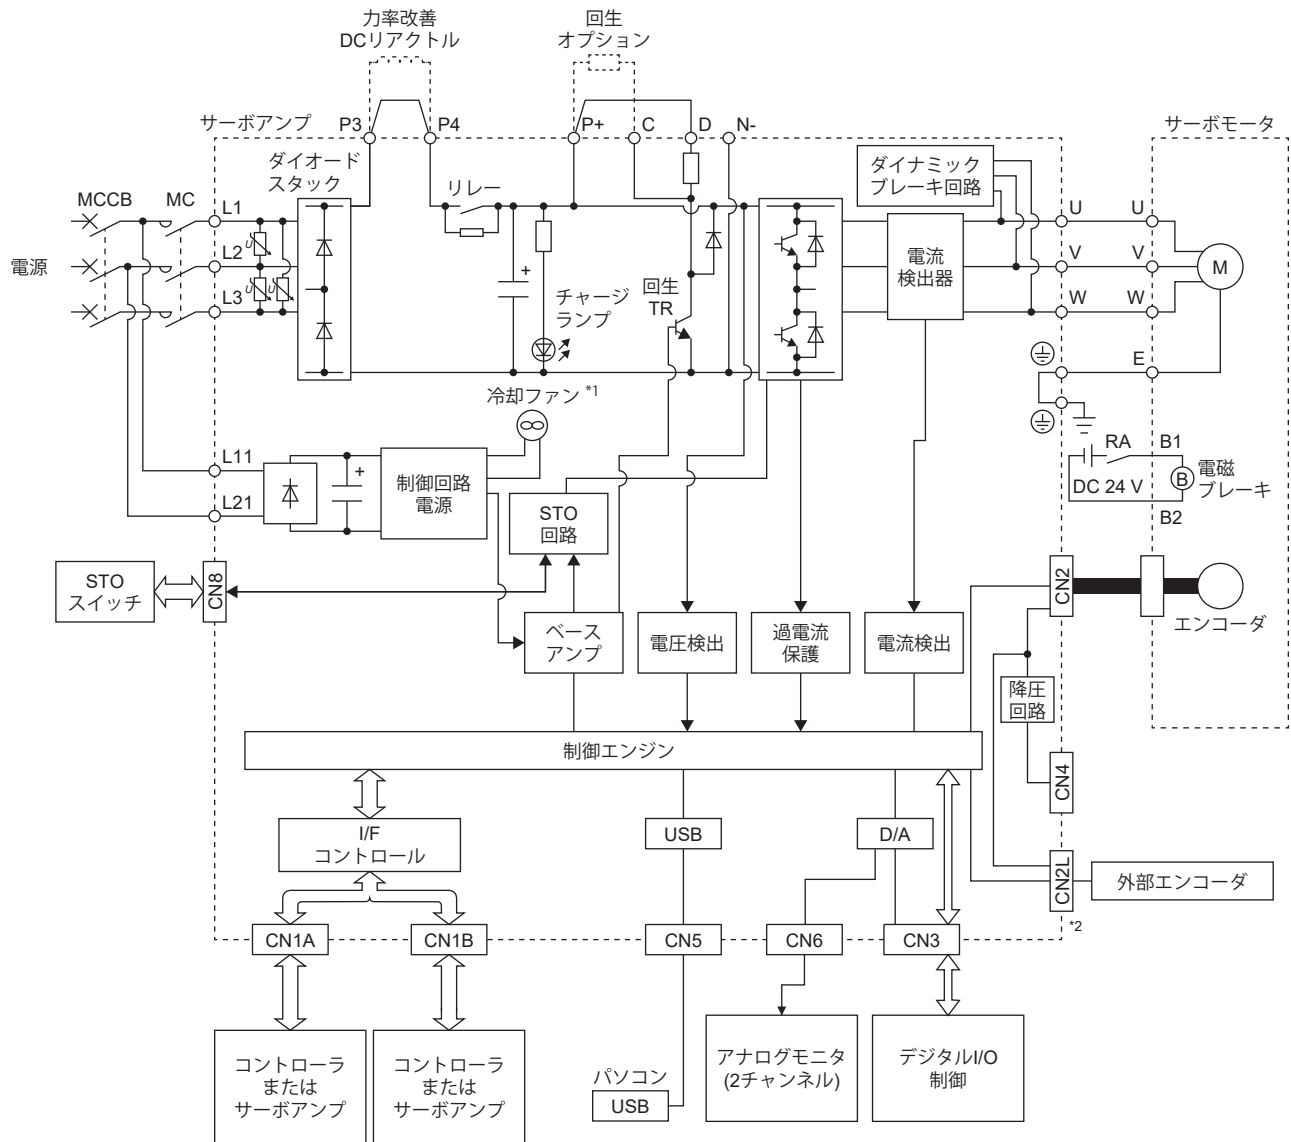 力率改善
DCリアクトル
回生
オプション
サーボアンプ
P3
P4
P+
C
D
N-
サーボモータ
ダイオード
スタック
リレー
ダイナミック
ブレーキ回路
MCCB
MC
L1
U
U
電源
L2
U
V
V
M
電流
検出器
L3
U
U
W
W
+
チャージ
ランプ
回生
TR
E
冷却ファン *1
RA
B1
DC 24 V
B
電磁
ブレーキ
B2
L11
+
制御回路
電源
L21
STO
回路
STO
スイッチ
CN8
CN2
エンコーダ
ベース
アンプ
電圧検出
過電流
保護
電流検出
降圧
回路
制御エンジン
CN4
I/F
コントロール
USB
D/A
CN2L
外部エンコーダ
*2
CN1A
CN1B
CN5
CN6
CN3
コントローラ
または
サーボアンプ
コントローラ
または
サーボアンプ
パソコン
USB
アナログモニタ
(2チャンネル)
デジタルI/O
制御